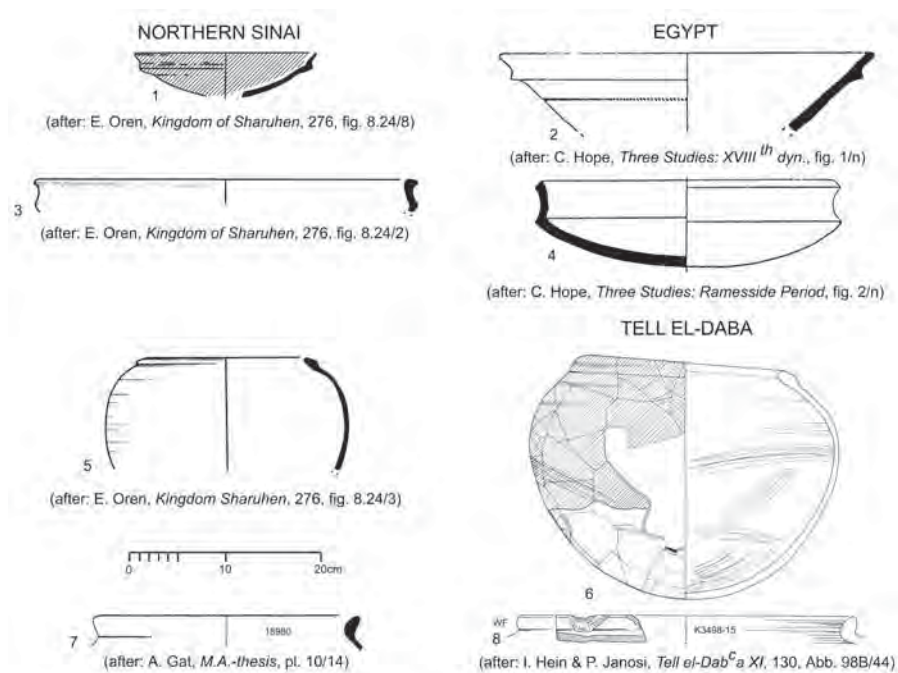 NORTHERN SINAI
EGYPT
1
(after: E. Oren, Kingdom of Sharuhen, 276, fig. 8.24/8)
2
(after: C. Hope, Three Studies: XVIIIth dyn., fig. 1/n)
3
(after: E. Oren, Kingdom of Sharuhen, 276, fig. 8.24/2)
4
(after: C. Hope, Three Studies: Ramesside Period, fig. 2/n)
TELL EL-DABA
5
(after: E. Oren, Kingdom Sharuhen, 276, fig. 8.24/3)
0 10 20cm
6
7
16980
(after: A. Gat, M.A.-thesis, pl. 10/14)
WF
8
K3498-15
(after: I. Hein & P. Janosi, Tell el-Dabca XI, 130, Abb. 98B/44)